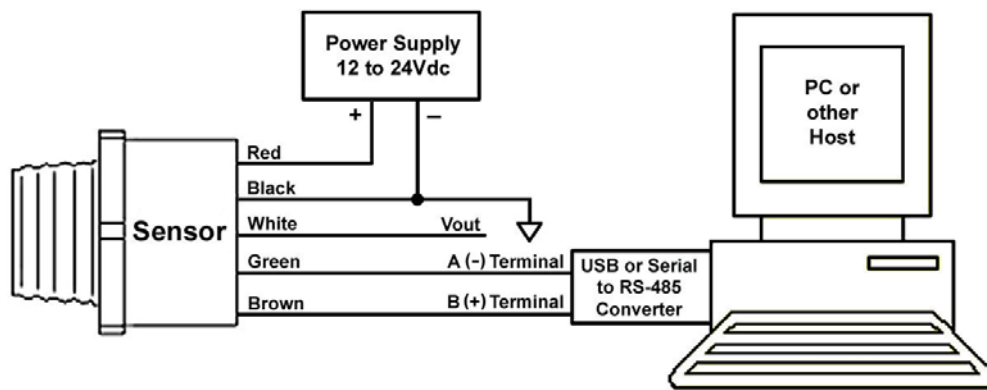 Power Supply
12 to 24Vdc
+
–
PC or
other
Host
Red
Black
Sensor
White
Vout
Green
A (-) Terminal
Brown
B (+) Terminal
USB or Serial
to RS-485
Converter